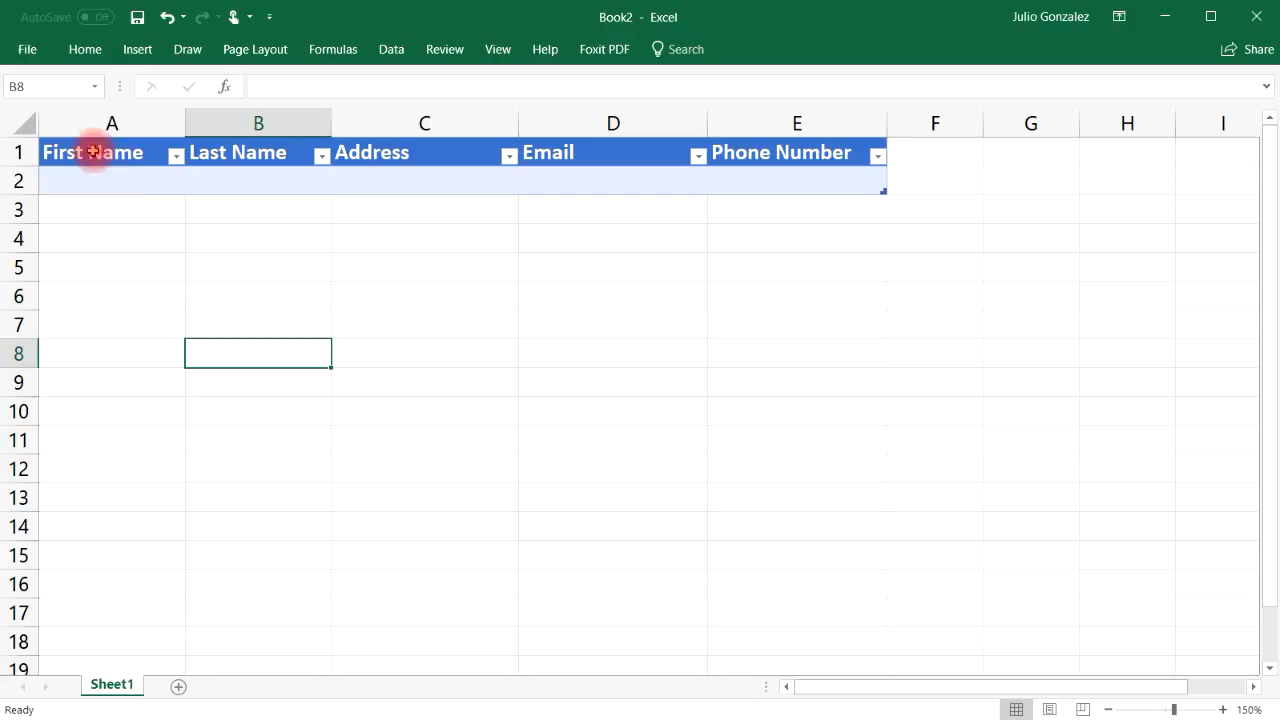 AutoSave Off Book2 - Excel Julio Gonzalez
File Home Insert Draw Page Layout Formulas Data Review View Help Foxit PDF Search Share
B8 fx
A B C D E F G H I
1 First Name Last Name Address Email Phone Number
2
3
4
5
6
7
8
9
10
11
12
13
14
15
16
17
18
19
Sheet1
Ready 150%